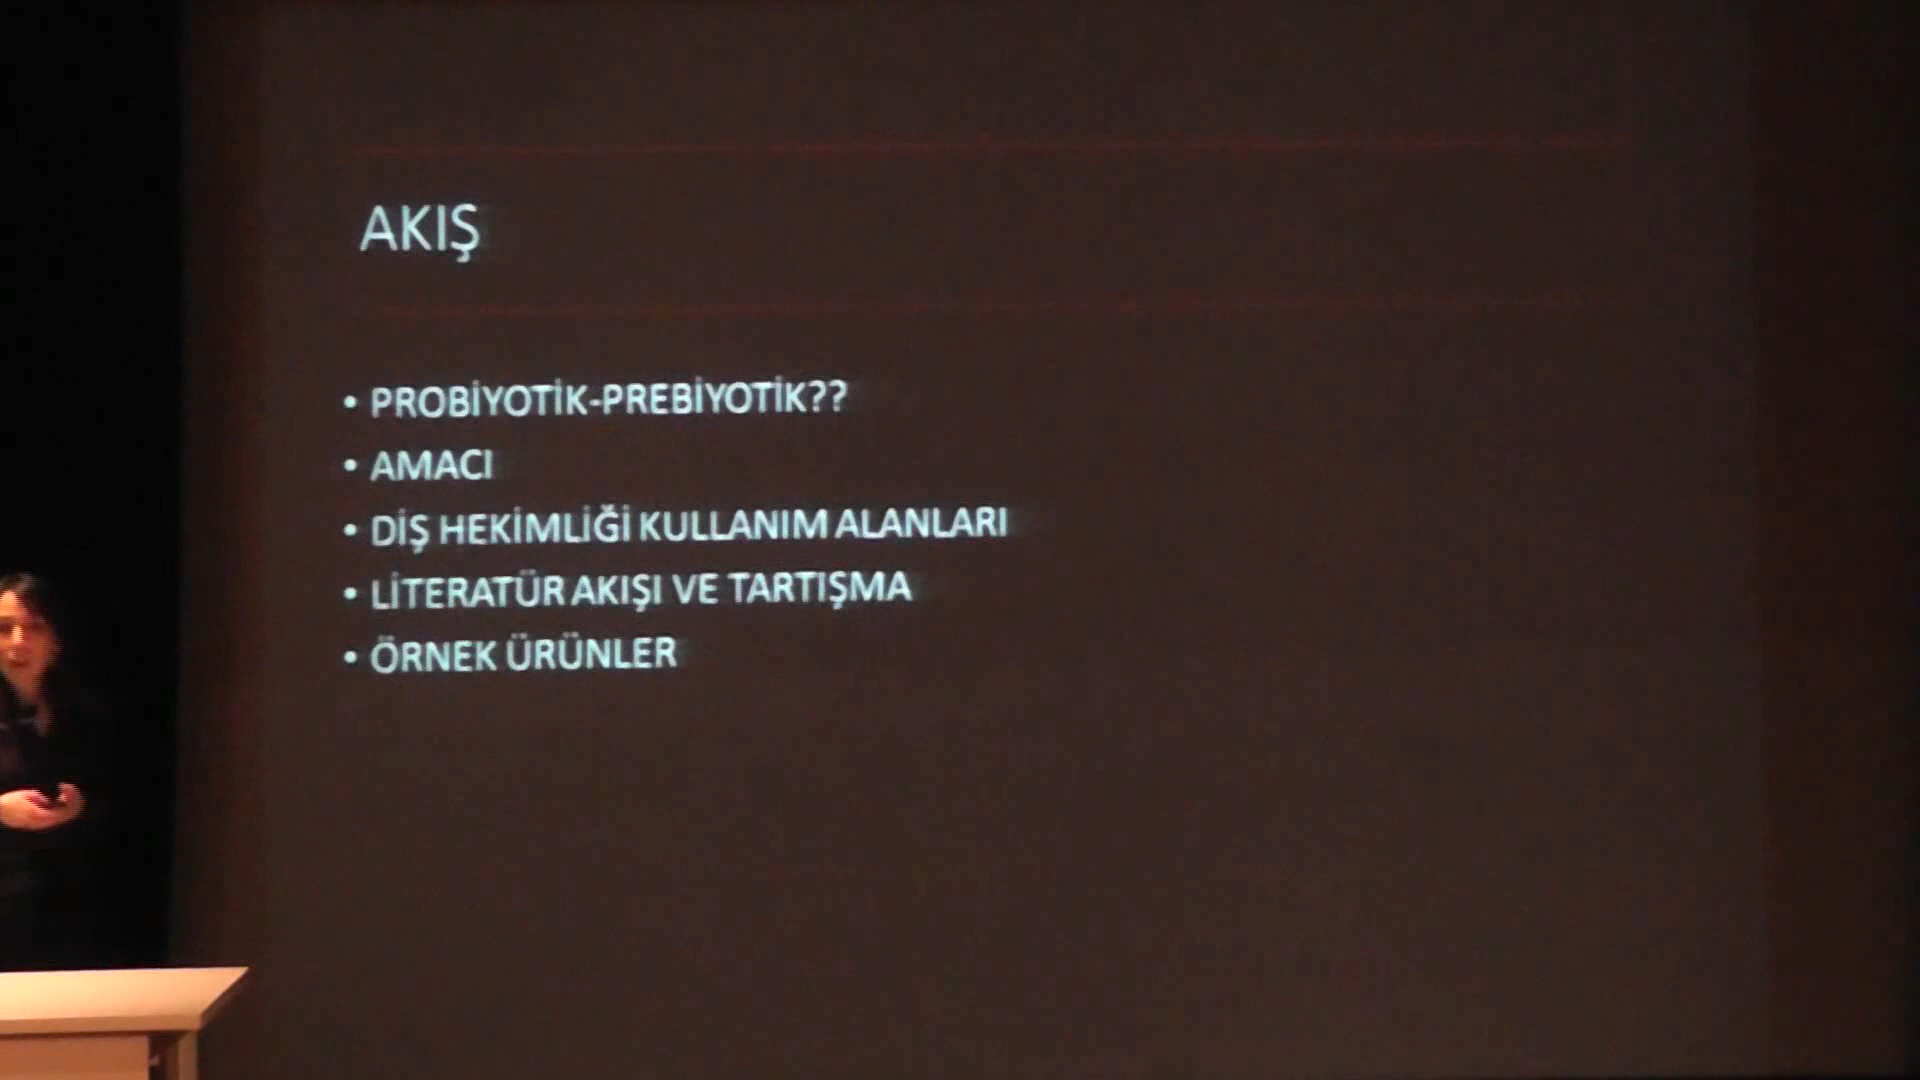 AKIŞ
• PROBİYOTİK-PREBİYOTİK??
• AMACI
• DİŞ HEKİMLİĞİ KULLANIM ALANLARI
• LİTERATÜR AKIŞI VE TARTIŞMA
• ÖRNEK ÜRÜNLER